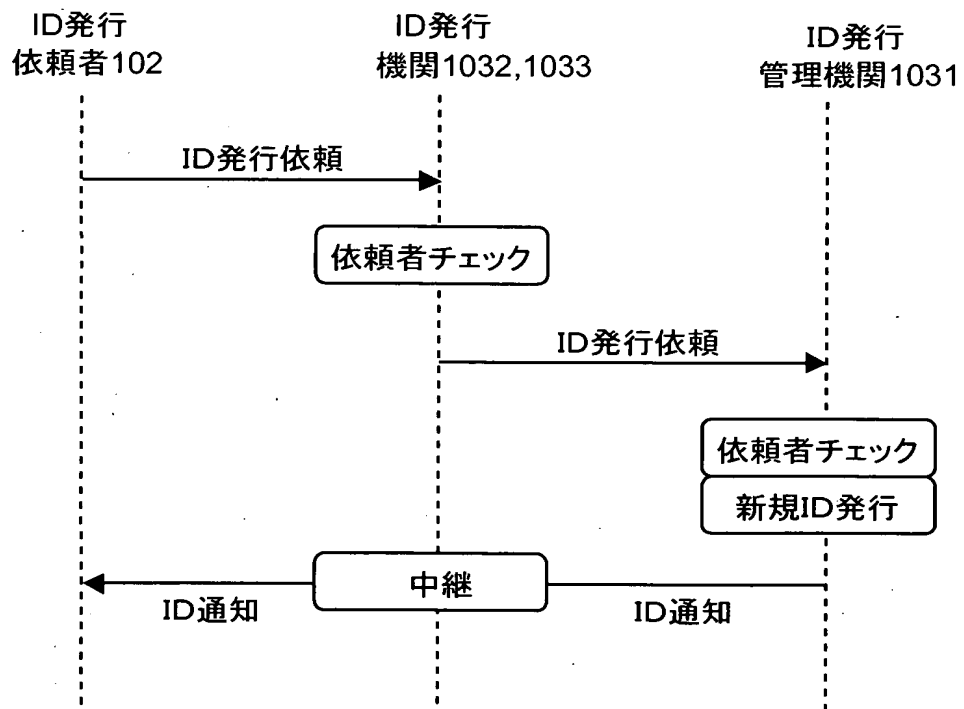 ID発行
依頼者102
ID発行
機関1032,1033
ID発行
管理機関1031
ID発行依頼
依頼者チェック
ID発行依頼
依頼者チェック
新規ID発行
中継
ID通知
ID通知